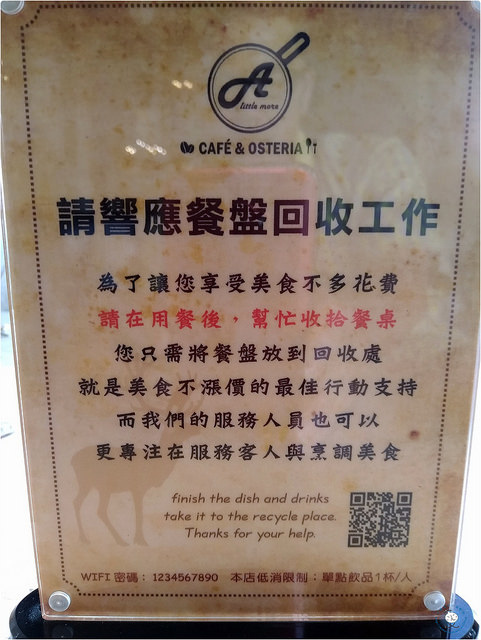 A
little more
CAFÉ & OSTERIA
請響應餐盤回收工作
為了讓您享受美食不多花費
請在用餐後，幫忙收拾餐桌
您只需將餐盤放到回收處
就是美食不漲價的最佳行動支持
而我們的服務人員也可以
更專注在服務客人與烹調美食
finish the dish and drinks
take it to the recycle place.
Thanks for your help.
WIFI 密碼：1234567890 本店低消限制：單點飲品1杯/人